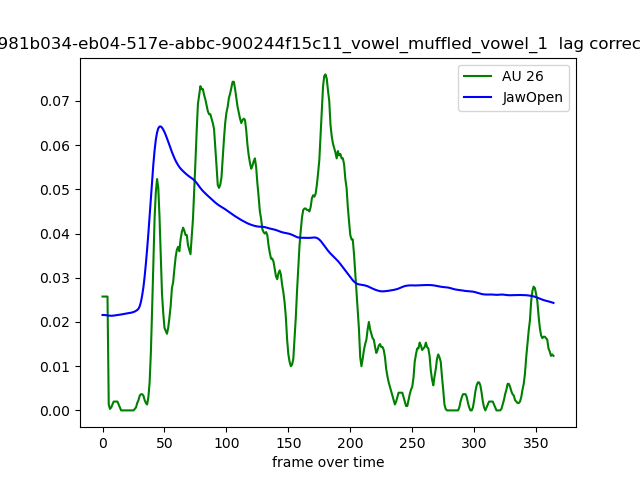 981b034-eb04-517e-abbc-900244f15c11_vowel_muffled_vowel_1  lag correc
AU 26
JawOpen
0.07
0.06
0.05
0.04
0.03
0.02
0.01
0.00
0 50 100 150 200 250 300 350
frame over time